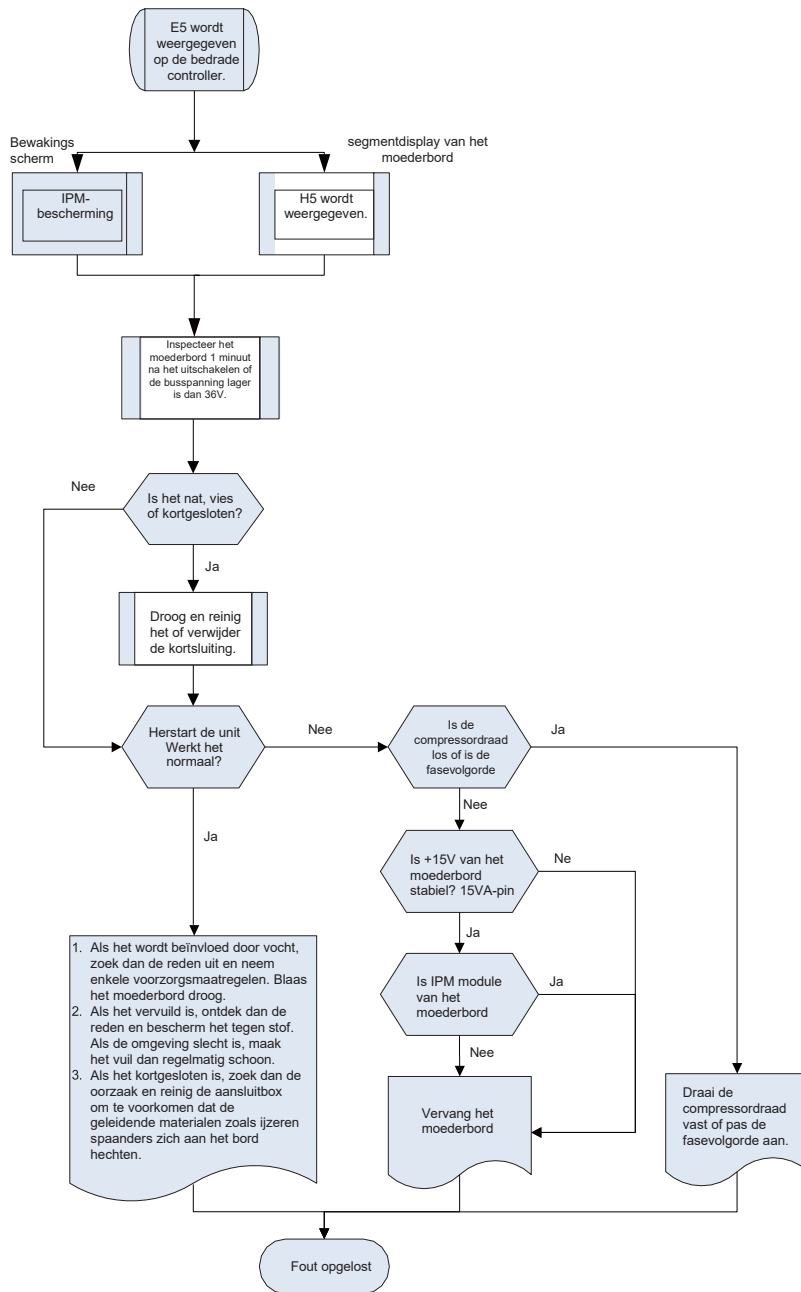 E5 wordt
weergegeven
op de bedrade
controller.
Bewakings
scherm
segmentdisplay van het
moederbord
IPM-
bescherming
H5 wordt
weergegeven.
Inspecteer het
moederbord 1 minuut
na het uitschakelen of
de busspanning lager
is dan 36V.
Nee
Is het nat, vies
of kortgesloten?
Ja
Droog en reinig
het of verwijder
de kortsluiting.
Herstart de unit
Werkt het
normaal?
Nee
Is de
compressordraad
los of is de
fasevolgorde
Ja
Nee
Ja
Is +15V van het
moederbord
stabiel? 15VA-pin
Ne
Ja
Is IPM module
van het
moederbord
Ja
Nee
1. Als het wordt beïnvloed door vocht,
zoek dan de reden uit en neem
enkele voorzorgsmaatregelen. Blaas
het moederbord droog.
2. Als het vervuild is, ontdek dan de
reden en bescherm het tegen stof.
Als de omgeving slecht is, maak
het vuil dan regelmatig schoon.
3. Als het kortgesloten is, zoek dan de
oorzaak en reinig de aansluitbox
om te voorkomen dat de
geleidende materialen zoals ijzeren
spaanders zich aan het bord
hechten.
Vervang het
moederbord
Draai de
compressordraad
vast of pas de
fasevolgorde aan.
Fout opgelost